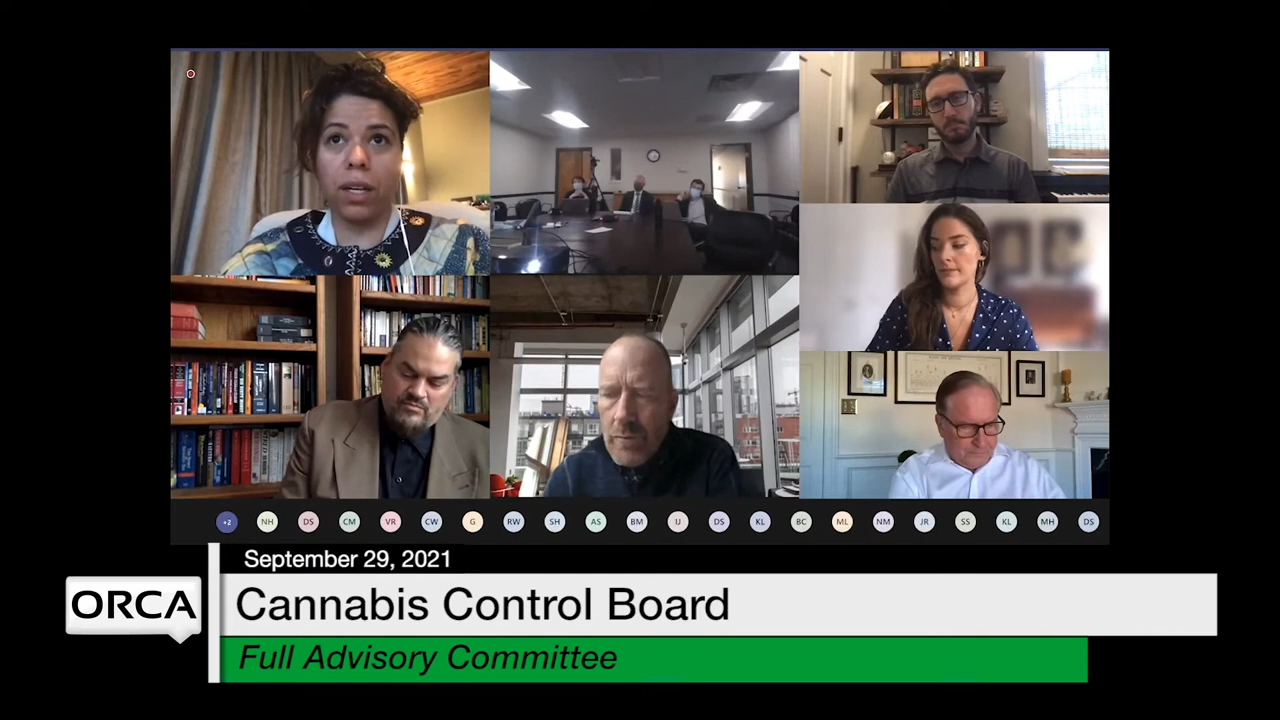 +2 NH DS CM VR CW G RW SH AS BM IJ DS KL BC ML NM JR SS KL MH DS
September 29, 2021
ORCA
Cannabis Control Board
Full Advisory Committee